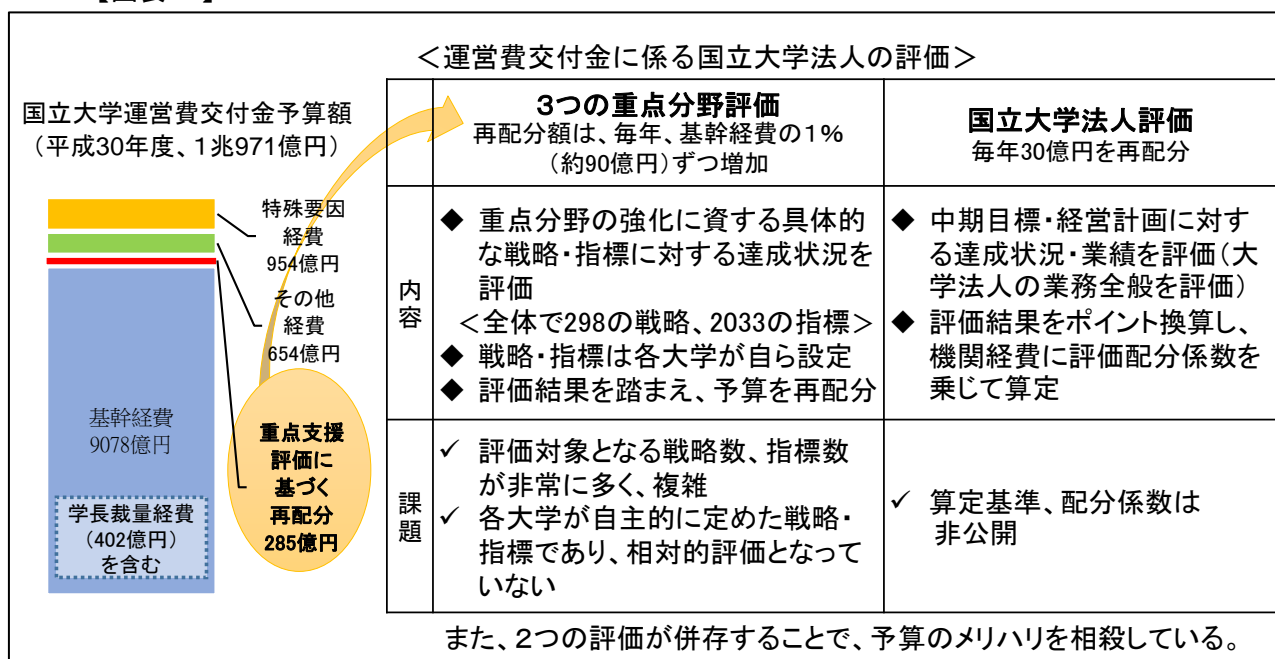 ＜運営費交付金に係る国立大学法人の評価＞
国立大学運営費交付金予算額
（平成30年度、１兆971億円）
特殊要因
経費
954億円
その他
経費
654億円
重点支援
評価に
基づく
再配分
285億円
基幹経費
9078億円
学長裁量経費
(402億円)
を含む
３つの重点分野評価
再配分額は、毎年、基幹経費の１％
（約90億円）ずつ増加
国立大学法人評価
毎年30億円を再配分
内
容
◆ 重点分野の強化に資する具体的
な戦略・指標に対する達成状況を
評価
＜全体で298の戦略、2033の指標＞
◆ 戦略・指標は各大学が自ら設定
◆ 評価結果を踏まえ、予算を再配分
◆ 中期目標・経営計画に対す
る達成状況・業績を評価（大
学法人の業務全般を評価）
◆ 評価結果をポイント換算し、
機関経費に評価配分係数を
乗じて算定
課
題
✓ 評価対象となる戦略数、指標数
が非常に多く、複雑
✓ 各大学が自主的に定めた戦略・
指標であり、相対的評価となって
いない
✓ 算定基準、配分係数は
非公開
また、２つの評価が併存することで、予算のメリハリを相殺している。